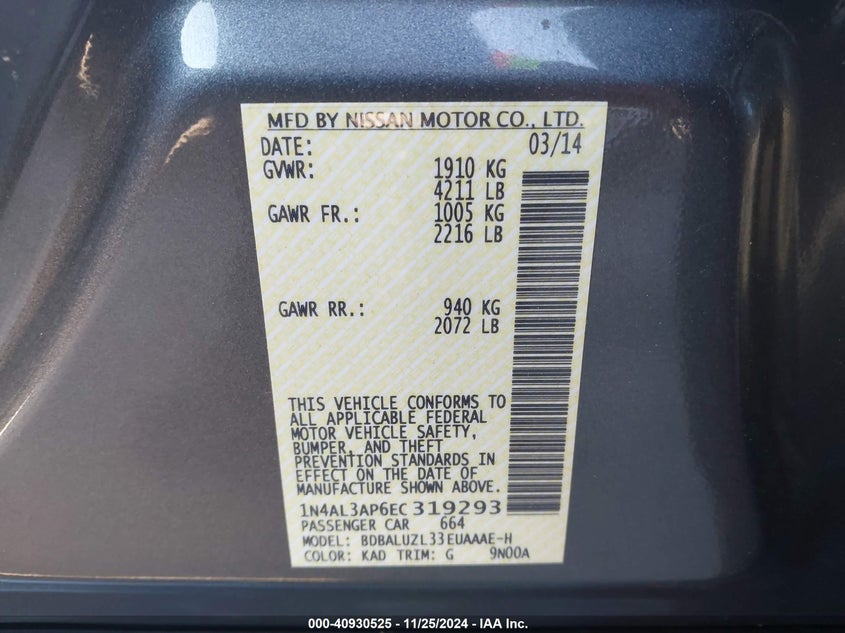 MFD BY NISSAN MOTOR CO., LTD.
DATE: 03/14
GVWR: 1910 KG
4211 LB
GAWR FR.: 1005 KG
2216 LB
GAWR RR.: 940 KG
2072 LB
THIS VEHICLE CONFORMS TO
ALL APPLICABLE FEDERAL
MOTOR VEHICLE SAFETY,
BUMPER, AND THEFT
PREVENTION STANDARDS IN
EFFECT ON THE DATE OF
MANUFACTURE SHOWN ABOVE.
1N4AL3AP6EC319293
PASSENGER CAR 664
MODEL: BDBALUZL33EUAAAE-H
COLOR: KAD TRIM: G 9N00A
000-40930525 - 11/25/2024 - IAA Inc.